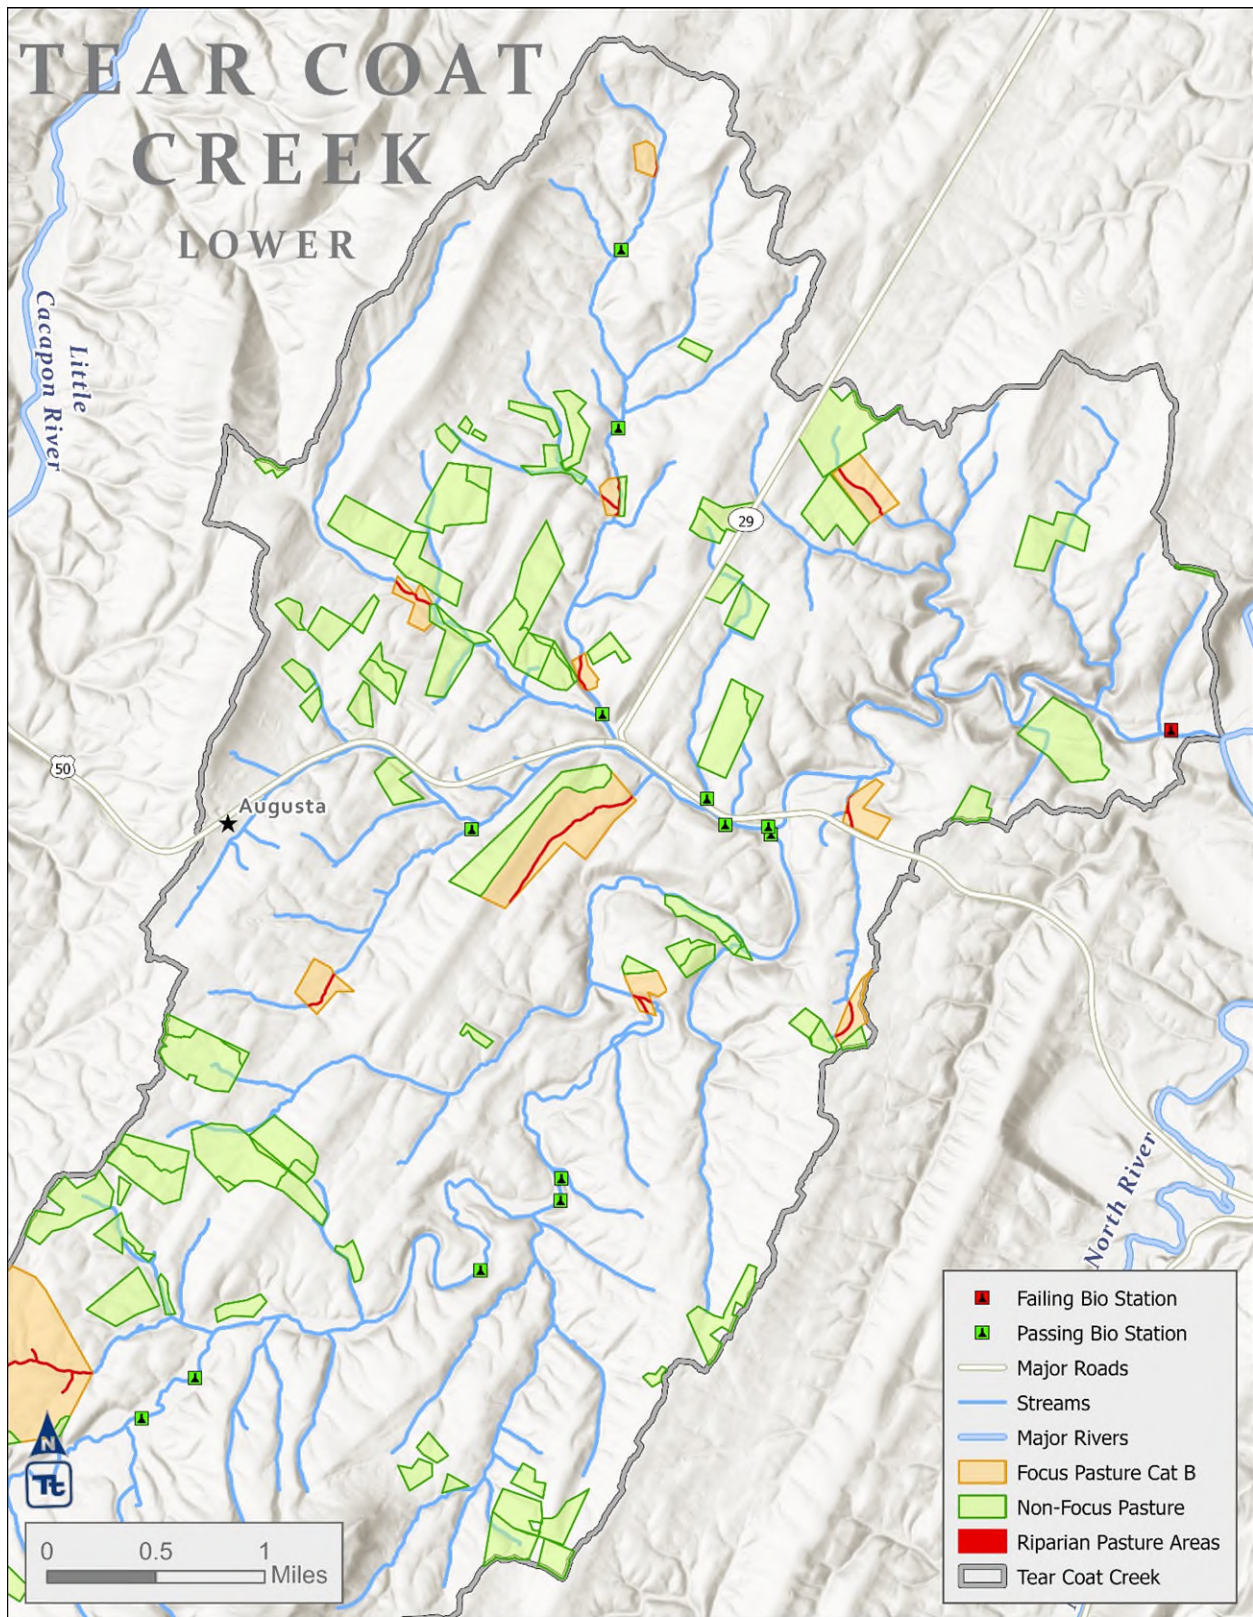 TEAR COAT
CREEK
LOWER
Little
Cacapon River
29
50
Augusta
North River
N
Tt
0 0.5 1
Miles
Failing Bio Station
Passing Bio Station
Major Roads
Streams
Major Rivers
Focus Pasture Cat B
Non-Focus Pasture
Riparian Pasture Areas
Tear Coat Creek